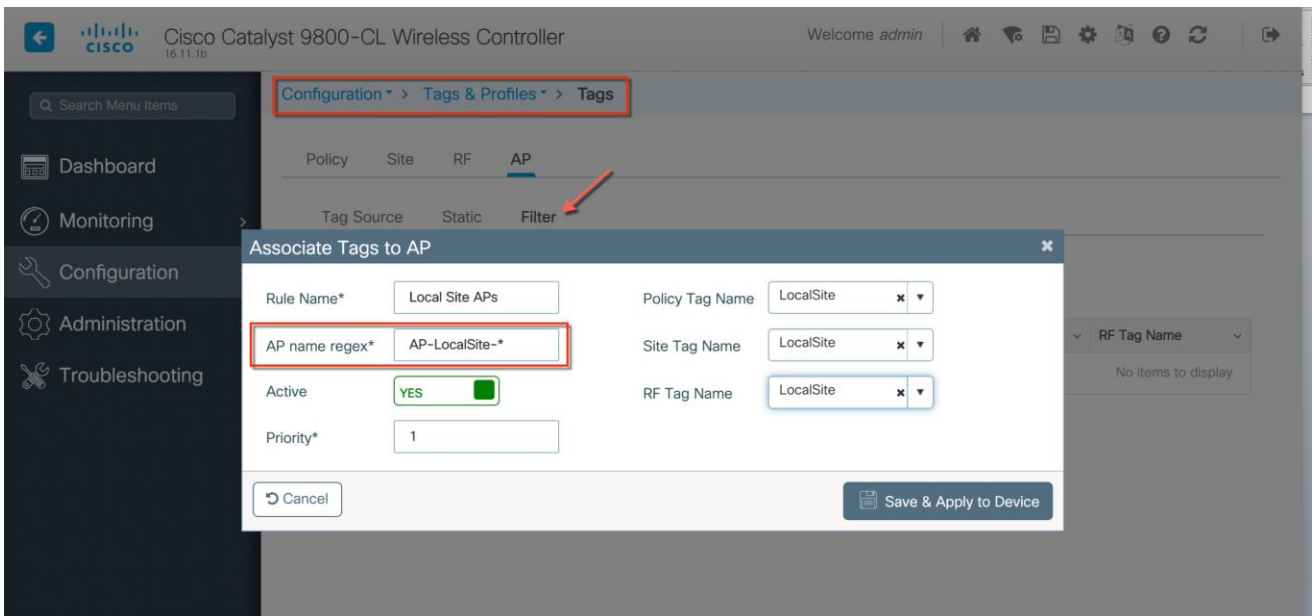 CISCO
Cisco Catalyst 9800-CL Wireless Controller
16.11.1b
Welcome admin
Search Menu Items
Configuration > Tags & Profiles > Tags
Dashboard
Monitoring
Configuration
Administration
Troubleshooting
Policy Site RF AP
Tag Source Static Filter
Associate Tags to AP
Rule Name* Local Site APs Policy Tag Name LocalSite
AP name regex* AP-LocalSite-* Site Tag Name LocalSite
Active YES RF Tag Name LocalSite
Priority* 1
Cancel Save & Apply to Device
RF Tag Name
No items to display